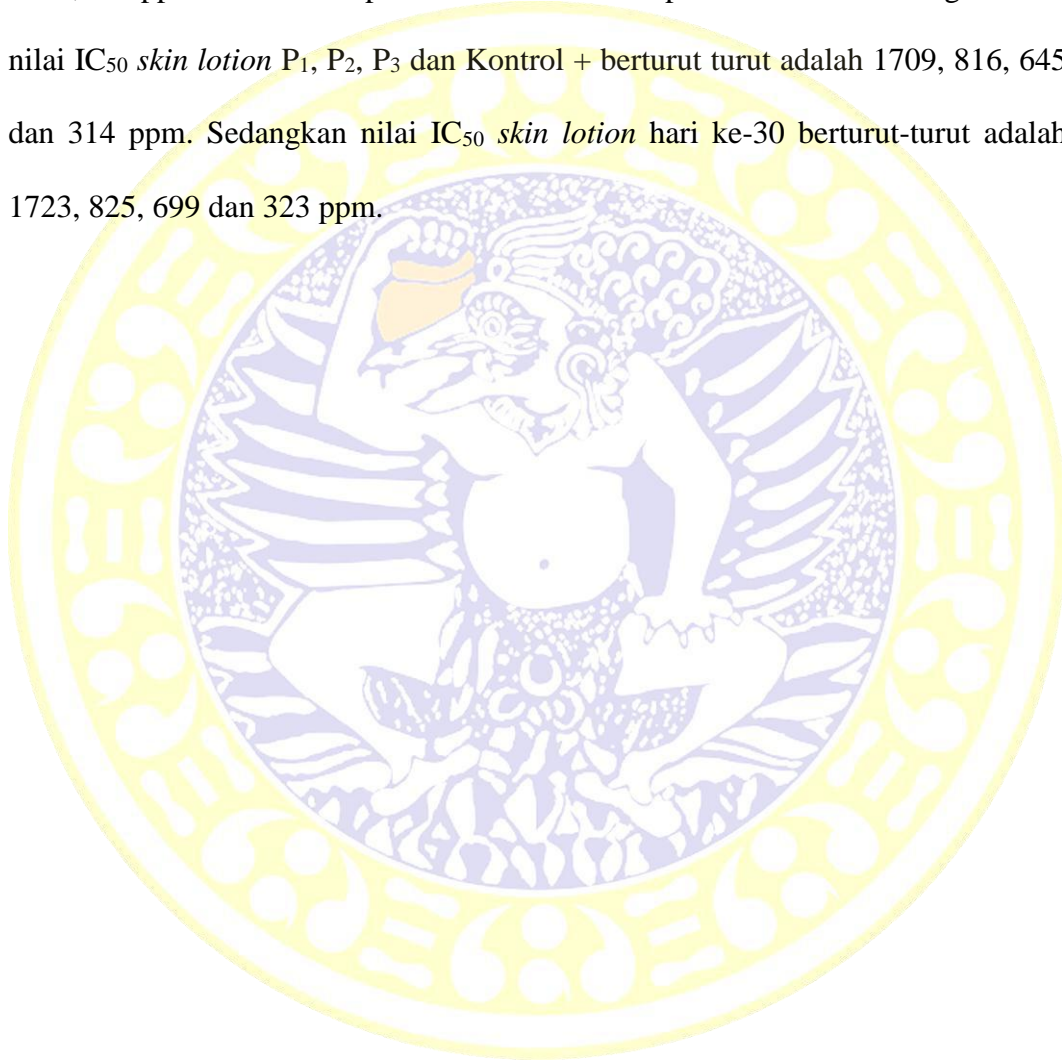 nilai IC₅₀ skin lotion P₁, P₂, P₃ dan Kontrol + berturut turut adalah 1709, 816, 645
dan 314 ppm. Sedangkan nilai IC₅₀ skin lotion hari ke-30 berturut-turut adalah
1723, 825, 699 dan 323 ppm.